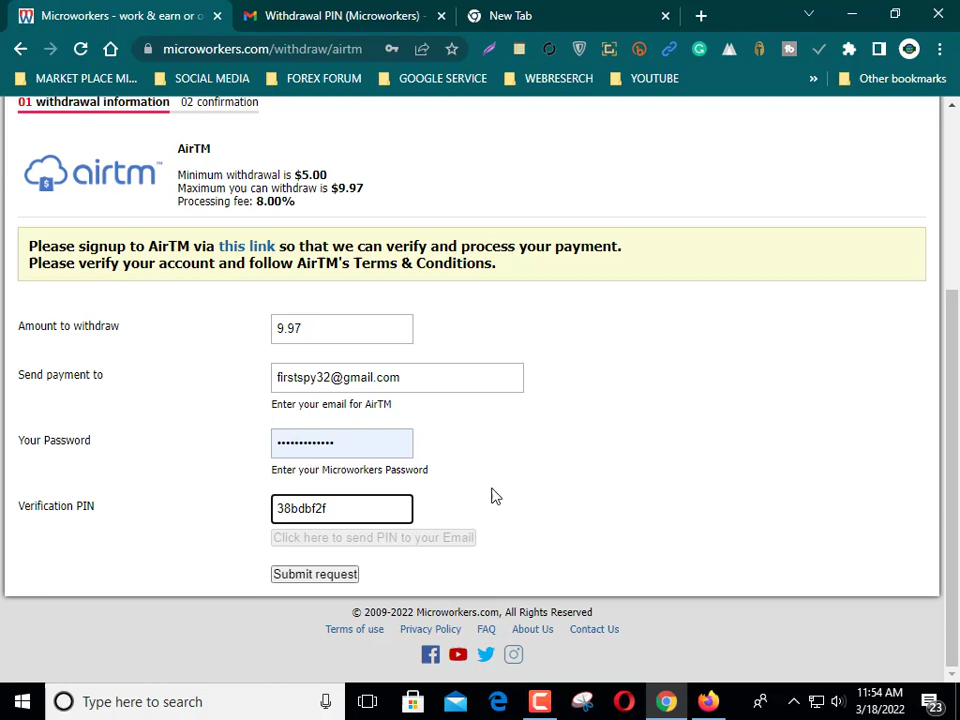 Microworkers - work & earn or o
Withdrawal PIN (Microworkers) -
New Tab
microworkers.com/withdraw/airtm
MARKET PLACE MI...
SOCIAL MEDIA
FOREX FORUM
GOOGLE SERVICE
WEBRESERCH
YOUTUBE
»
Other bookmarks
01 withdrawal information
02 confirmation
airtm™
AirTM
Minimum withdrawal is $5.00
Maximum you can withdraw is $9.97
Processing fee: 8.00%
Please signup to AirTM via this link so that we can verify and process your payment.
Please verify your account and follow AirTM's Terms & Conditions.
Amount to withdraw
9.97
Send payment to
firstspy32@gmail.com
Enter your email for AirTM
Your Password
•••••••••••••
Enter your Microworkers Password
Verification PIN
38bdbf2f
Click here to send PIN to your Email
Submit request
© 2009-2022 Microworkers.com, All Rights Reserved
Terms of use
Privacy Policy
FAQ
About Us
Contact Us
Type here to search
11:54 AM
3/18/2022
23